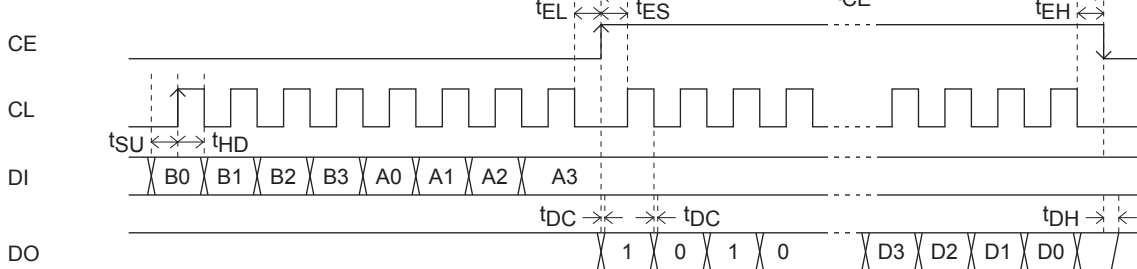 tEL tES tCE tEH
CE
CL
tSU tHD
DI B0 B1 B2 B3 A0 A1 A2 A3
tDC tDC tDH
DO 1 0 1 0 D3 D2 D1 D0